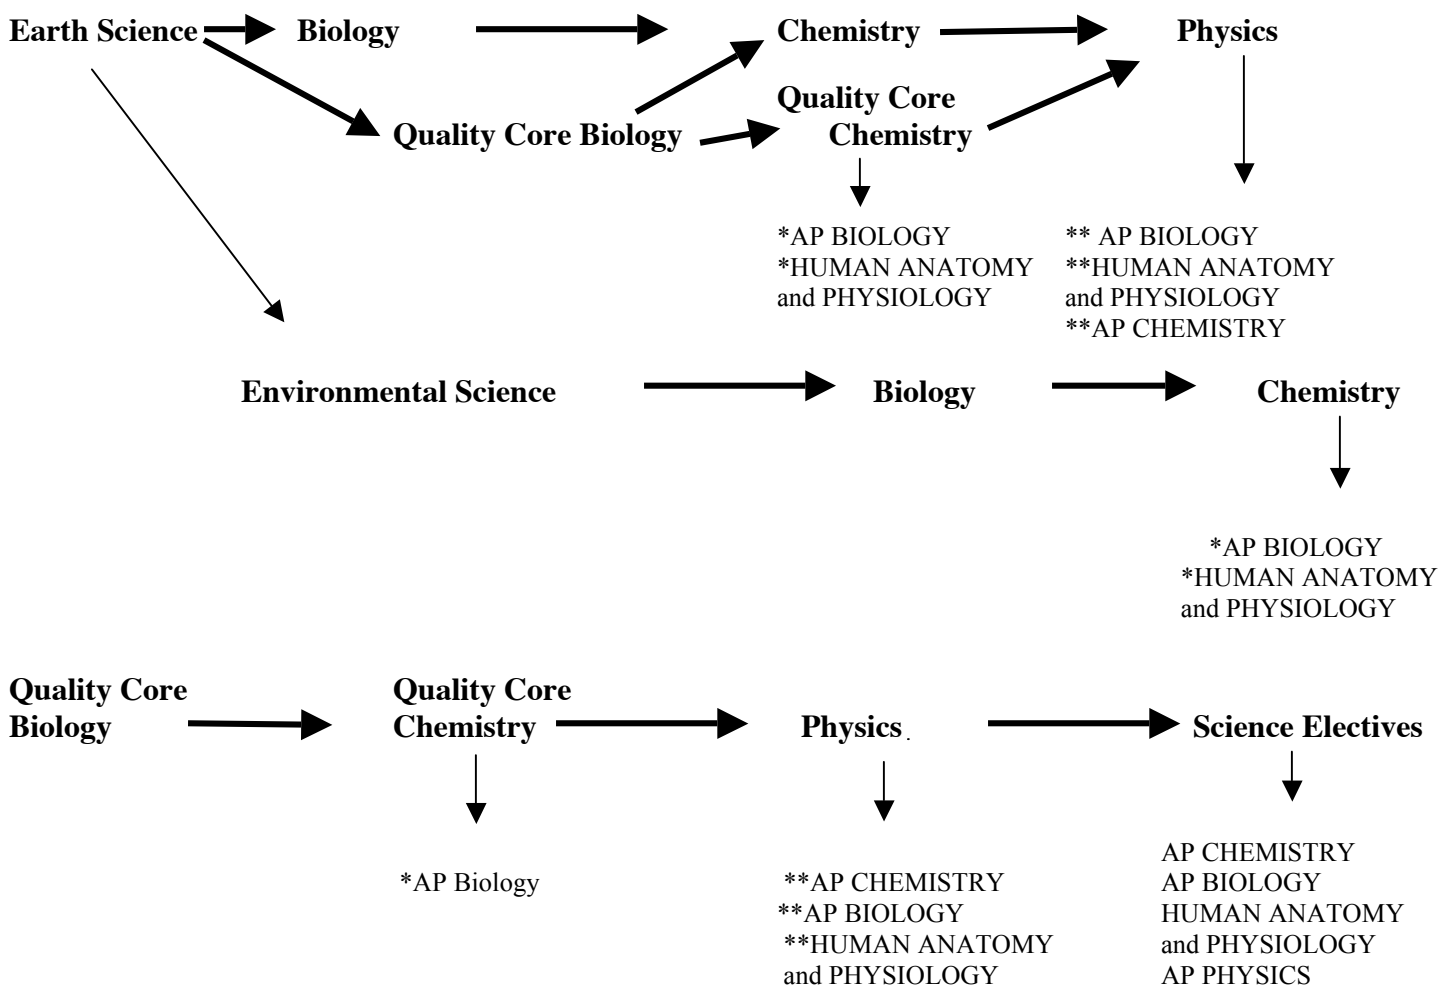 Earth Science
Biology
Chemistry
Physics
Quality Core Biology
Quality Core
Chemistry
*AP BIOLOGY
*HUMAN ANATOMY
and PHYSIOLOGY
** AP BIOLOGY
**HUMAN ANATOMY
and PHYSIOLOGY
**AP CHEMISTRY
Environmental Science
Biology
Chemistry
*AP BIOLOGY
*HUMAN ANATOMY
and PHYSIOLOGY
Quality Core
Biology
Quality Core
Chemistry
Physics.
Science Electives
*AP Biology
**AP CHEMISTRY
**AP BIOLOGY
**HUMAN ANATOMY
and PHYSIOLOGY
AP CHEMISTRY
AP BIOLOGY
HUMAN ANATOMY
and PHYSIOLOGY
AP PHYSICS